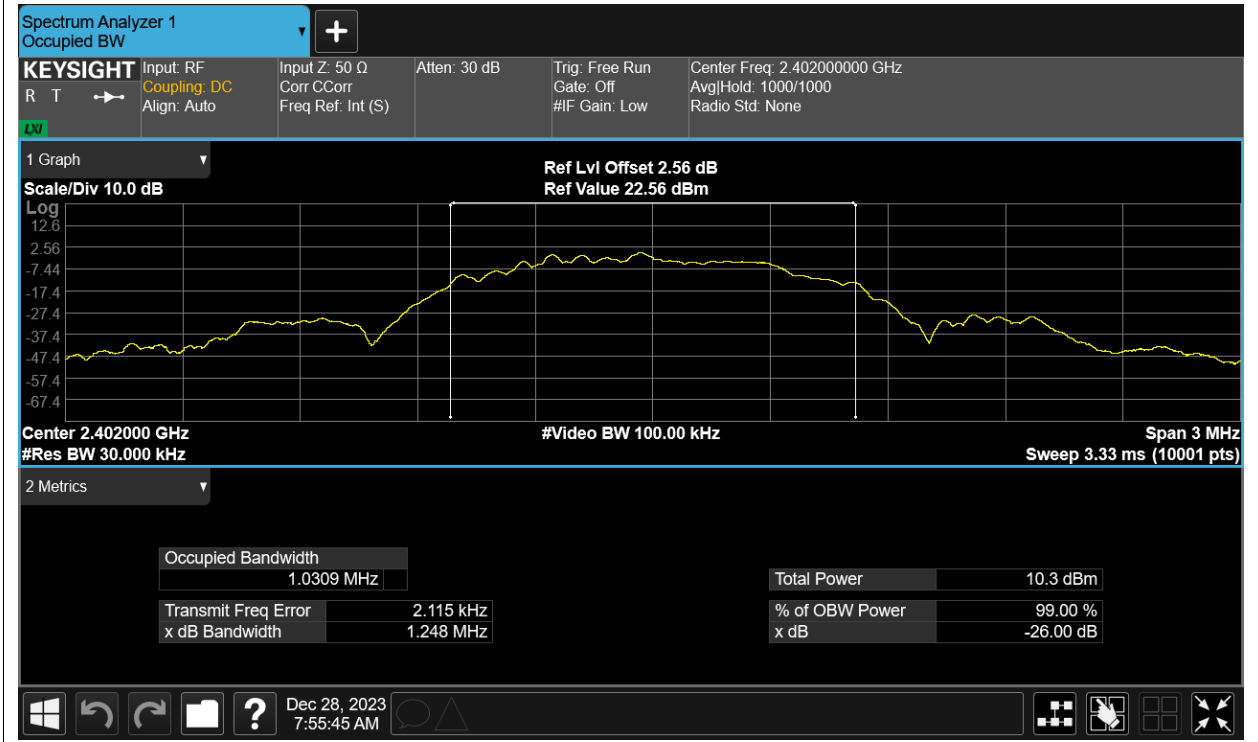 Spectrum Analyzer 1
Occupied BW
KEYSIGHT
R T
LXI
Input: RF
Coupling: DC
Align: Auto
Input Z: 50 Ω
Corr CCorr
Freq Ref: Int (S)
Atten: 30 dB
Trig: Free Run
Gate: Off
#IF Gain: Low
Center Freq: 2.402000000 GHz
Avg|Hold: 1000/1000
Radio Std: None
1 Graph
Scale/Div 10.0 dB
Ref Lvl Offset 2.56 dB
Ref Value 22.56 dBm
Log
12.6
2.56
-7.44
-17.4
-27.4
-37.4
-47.4
-57.4
-67.4
Center 2.402000 GHz
#Res BW 30.000 kHz
#Video BW 100.00 kHz
Span 3 MHz
Sweep 3.33 ms (10001 pts)
2 Metrics
Occupied Bandwidth
1.0309 MHz
Transmit Freq Error 2.115 kHz
x dB Bandwidth 1.248 MHz
Total Power 10.3 dBm
% of OBW Power 99.00 %
x dB -26.00 dB
?
Dec 28, 2023
7:55:45 AM